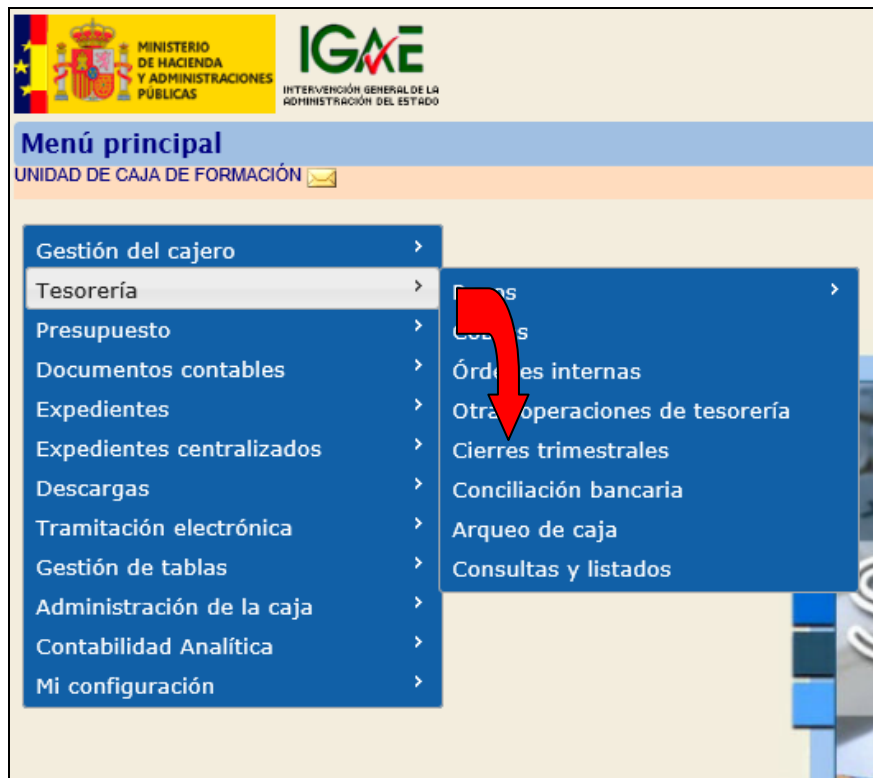 MINISTERIO
DE HACIENDA
Y ADMINISTRACIONES
PÚBLICAS
IGAE
INTERVENCIÓN GENERAL DE LA
ADMINISTRACIÓN DEL ESTADO
Menú principal
UNIDAD DE CAJA DE FORMACIÓN
Gestión del cajero
Tesorería
Presupuesto
Documentos contables
Expedientes
Expedientes centralizados
Descargas
Tramitación electrónica
Gestión de tablas
Administración de la caja
Contabilidad Analítica
Mi configuración
Órdenes internas
Otras operaciones de tesorería
Cierres trimestrales
Conciliación bancaria
Arqueo de caja
Consultas y listados